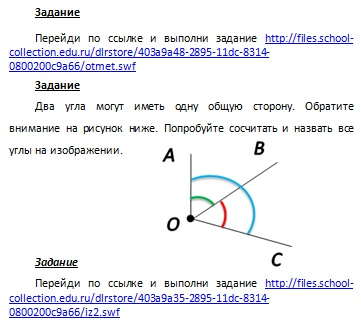 Задание
Перейди по ссылке и выполни задание http://files.school-
collection.edu.ru/dlrstore/403a9a48-2895-11dc-8314-
0800200c9a66/otmet.swf
Задание
Два угла могут иметь одну общую сторону. Обратите
внимание на рисунок ниже. Попробуйте сосчитать и назвать все
углы на изображении.
A
B
O
C
Задание
Перейди по ссылке и выполни задание http://files.school-
collection.edu.ru/dlrstore/403a9a35-2895-11dc-8314-
0800200c9a66/iz2.swf